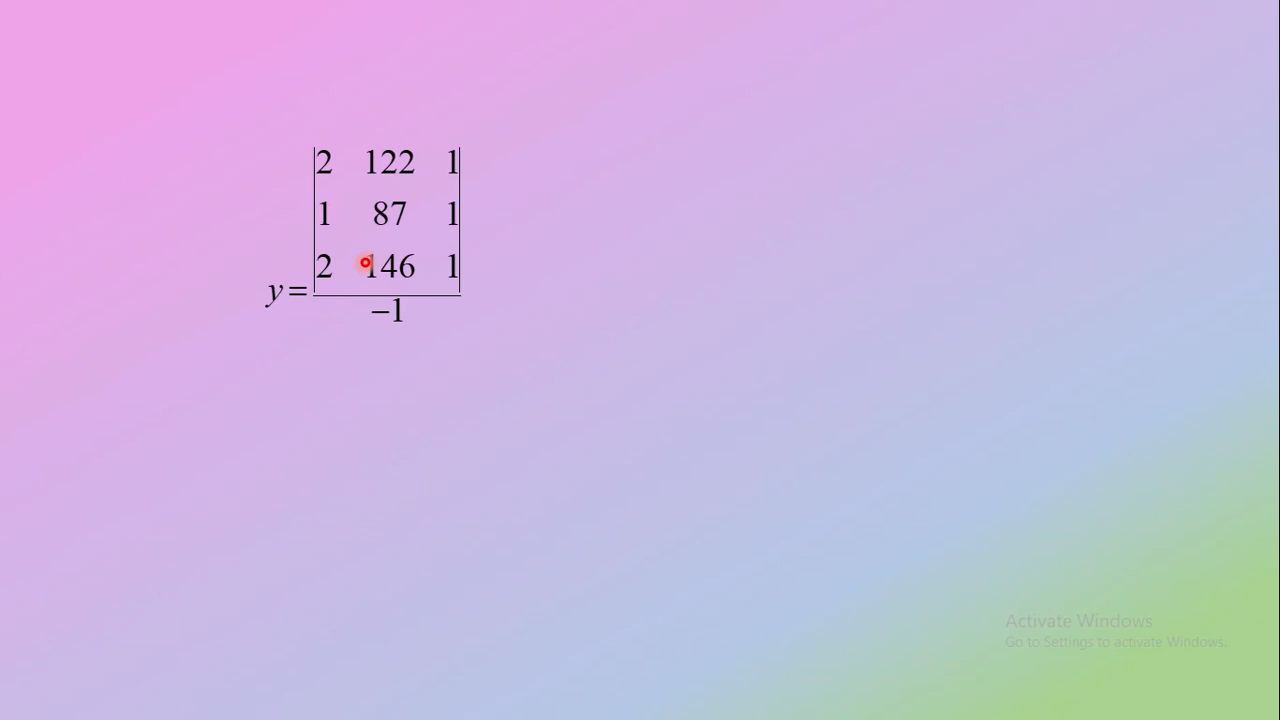 2 122 1
1 87 1
2 146 1
y =
−1
Activate Windows
Go to Settings to activate Windows.